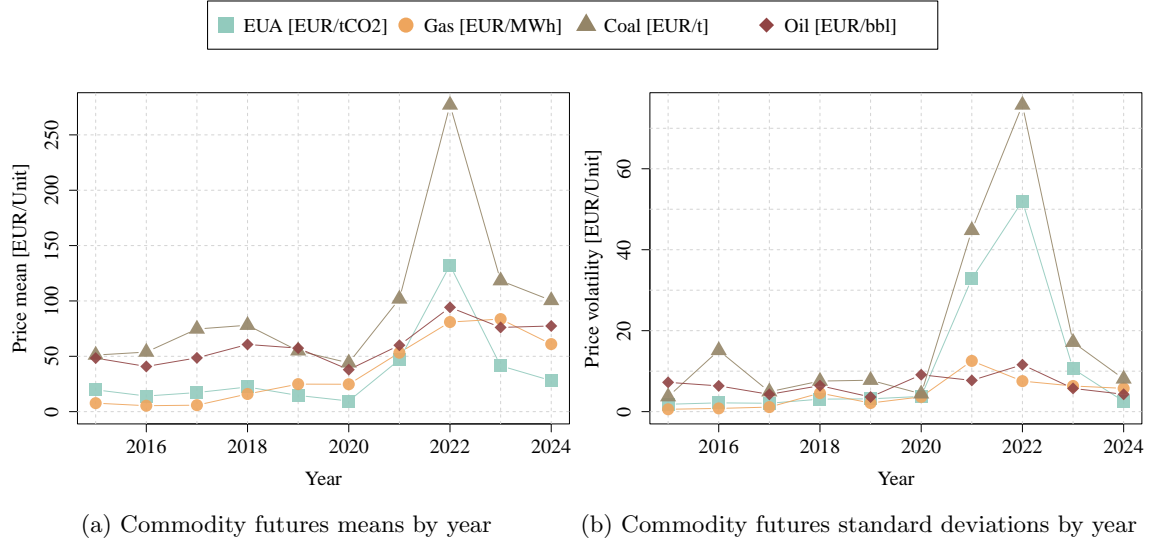 EUA [EUR/tCO2] Gas [EUR/MWh] Coal [EUR/t] Oil [EUR/bbl]
Price mean [EUR/Unit]
250
200
150
100
50
0
2016 2018 2020 2022 2024
Year
(a) Commodity futures means by year
Price volatility [EUR/Unit]
60
40
20
0
2016 2018 2020 2022 2024
Year
(b) Commodity futures standard deviations by year